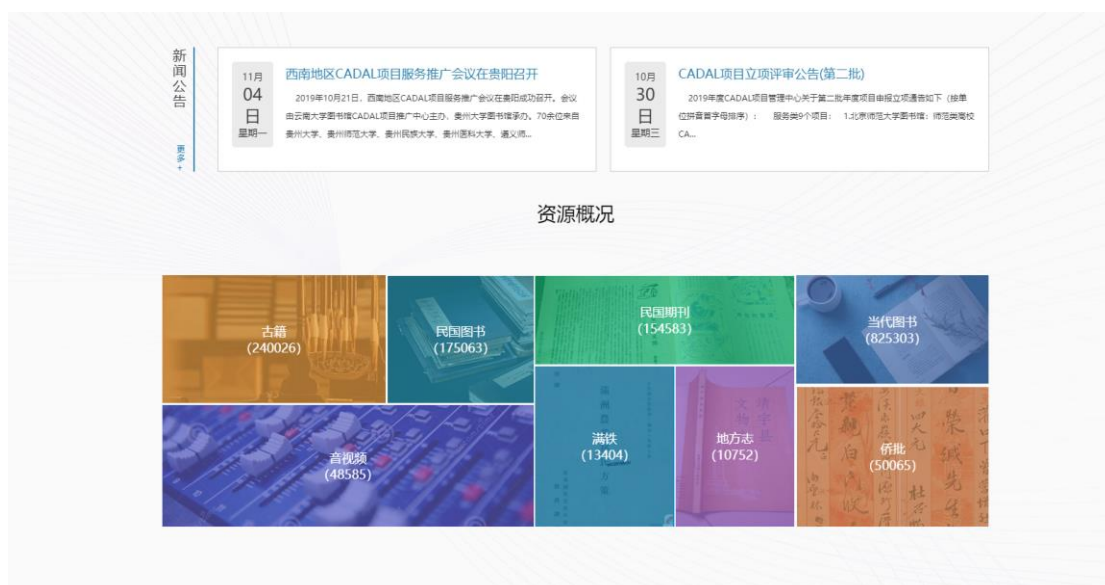 新闻公告
更多+
11月
04
日
星期一
西南地区CADAL项目服务推广会议在贵阳召开
2019年10月21日，西南地区CADAL项目服务推广会议在贵阳成功召开。会议
由云南大学图书馆CADAL项目推广中心主办，贵州大学图书馆承办。70余位来自
贵州大学、贵州师范大学、贵州民族大学、贵州医科大学、遵义师...
10月
30
日
星期三
CADAL项目立项评审公告(第二批)
2019年度CADAL项目管理中心关于第二批年度项目申报立项通告如下（按单
位拼音首字母排序）： 服务类9个项目： 1.北京师范大学图书馆：师范类高校
CA...
资源概况
古籍
(240026)
民国图书
(175063)
民国期刊
(154583)
当代图书
(825303)
音视频
(48585)
满铁
(13404)
地方志
(10752)
侨批
(50065)